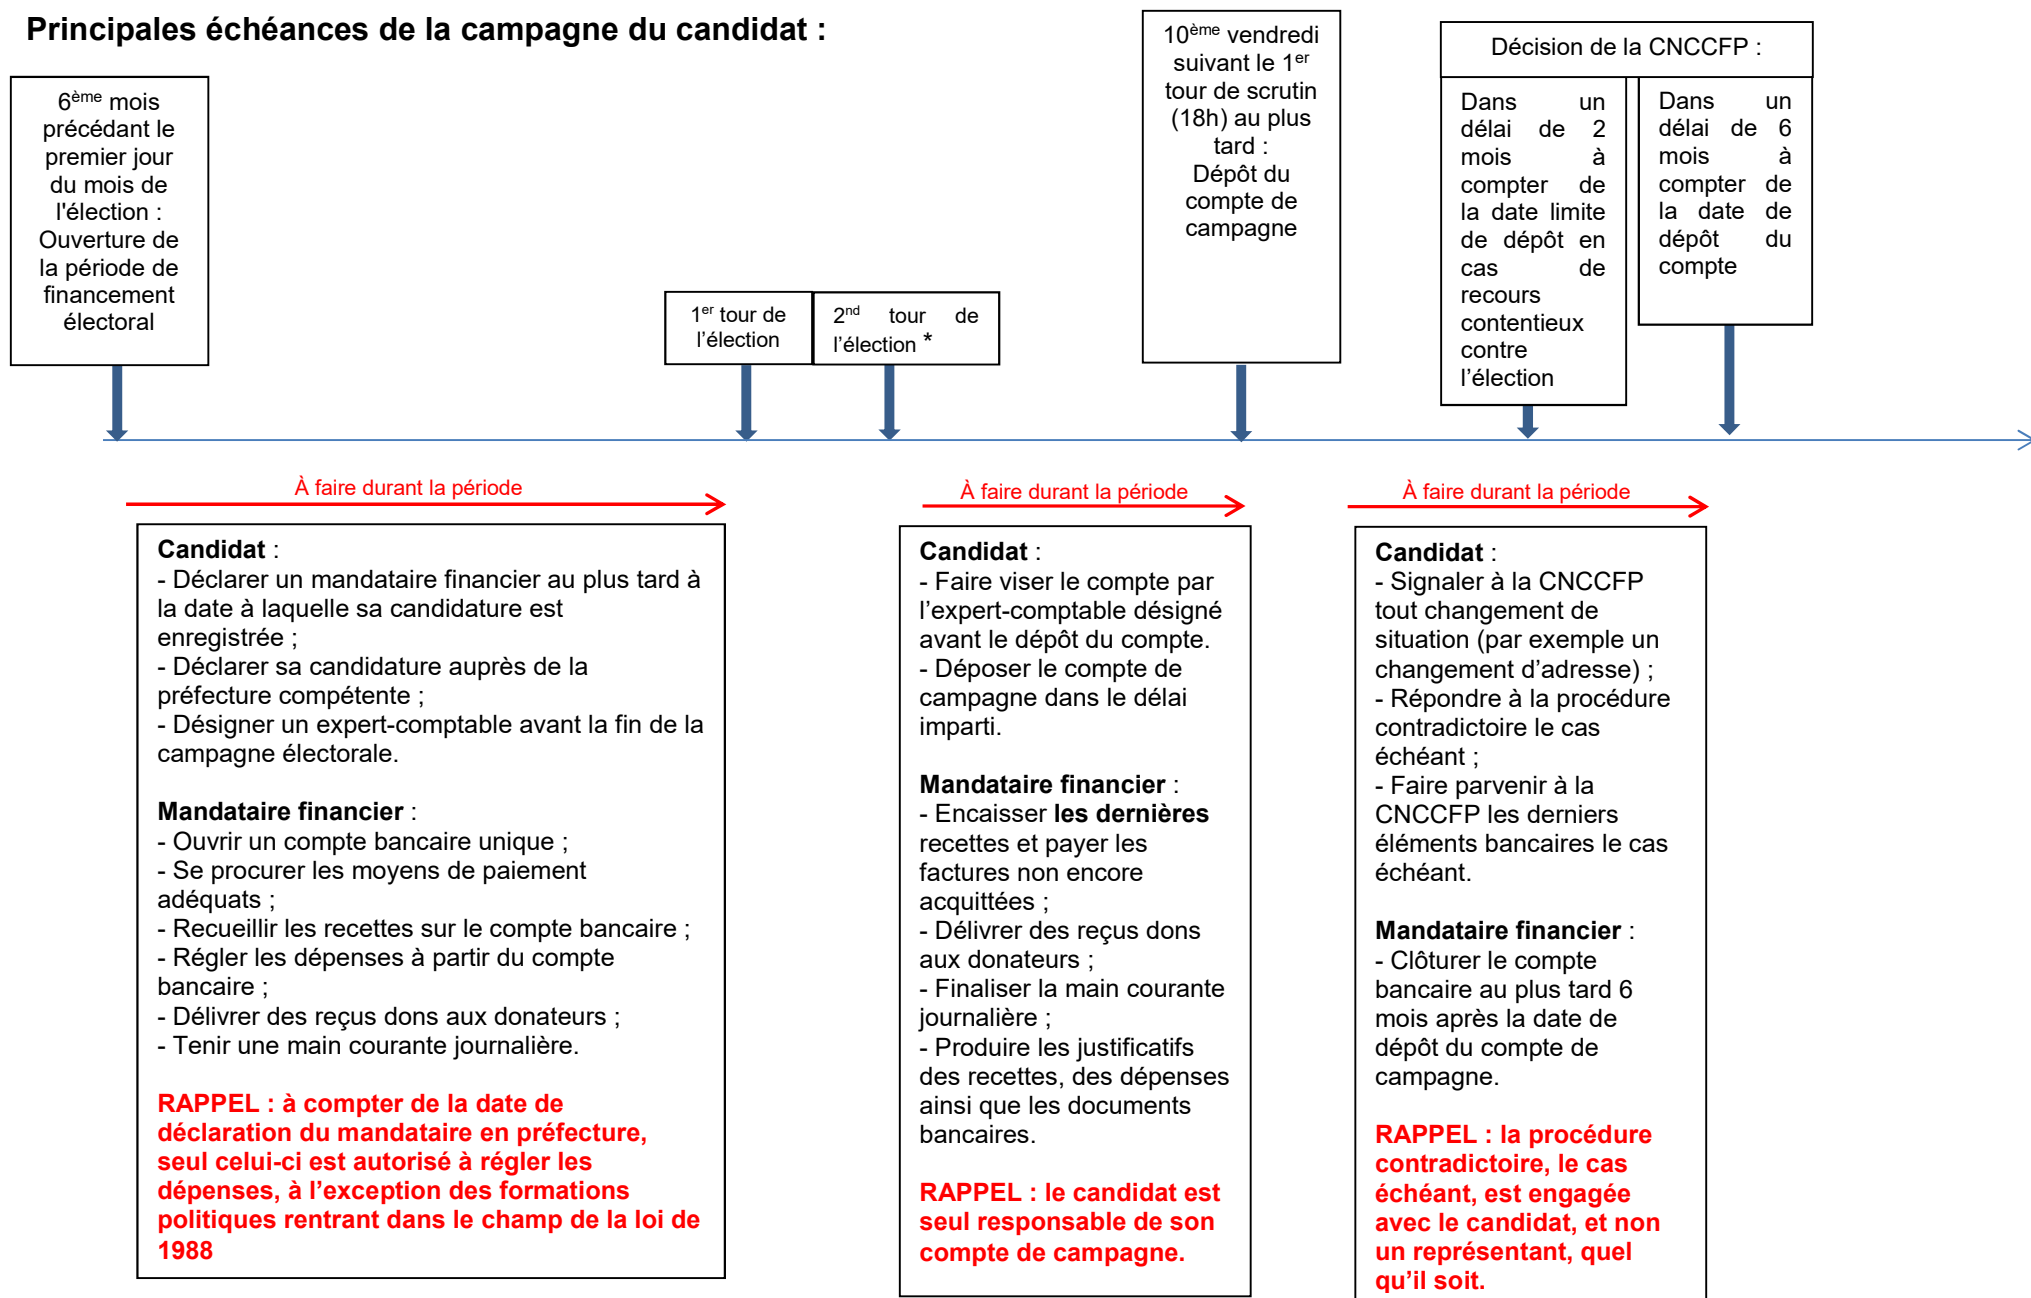 Principales échéances de la campagne du candidat :
6ème mois
précédant le
premier jour
du mois de
l'élection :
Ouverture de
la période de
financement
électoral
1er tour de
l’élection
2nd tour de
l’élection *
10ème vendredi
suivant le 1er
tour de scrutin
(18h) au plus
tard :
Dépôt du
compte de
campagne
Décision de la CNCCFP :
Dans un
délai de 2
mois à
compter de
la date limite
de dépôt en
cas de
recours
contentieux
contre
l’élection
Dans un
délai de 6
mois à
compter de
la date de
dépôt du
compte
À faire durant la période
Candidat :
- Déclarer un mandataire financier au plus tard à
la date à laquelle sa candidature est
enregistrée ;
- Déclarer sa candidature auprès de la
préfecture compétente ;
- Désigner un expert-comptable avant la fin de la
campagne électorale.
Mandataire financier :
- Ouvrir un compte bancaire unique ;
- Se procurer les moyens de paiement
adéquats ;
- Recueillir les recettes sur le compte bancaire ;
- Régler les dépenses à partir du compte
bancaire ;
- Délivrer des reçus dons aux donateurs ;
- Tenir une main courante journalière.
RAPPEL : à compter de la date de
déclaration du mandataire en préfecture,
seul celui-ci est autorisé à régler les
dépenses, à l’exception des formations
politiques rentrant dans le champ de la loi de
1988
À faire durant la période
Candidat :
- Faire viser le compte par
l’expert-comptable désigné
avant le dépôt du compte.
- Déposer le compte de
campagne dans le délai
imparti.
Mandataire financier :
- Encaisser les dernières
recettes et payer les
factures non encore
acquittées ;
- Délivrer des reçus dons
aux donateurs ;
- Finaliser la main courante
journalière ;
- Produire les justificatifs
des recettes, des dépenses
ainsi que les documents
bancaires.
RAPPEL : le candidat est
seul responsable de son
compte de campagne.
À faire durant la période
Candidat :
- Signaler à la CNCCFP
tout changement de
situation (par exemple un
changement d’adresse) ;
- Répondre à la procédure
contradictoire le cas
échéant ;
- Faire parvenir à la
CNCCFP les derniers
éléments bancaires le cas
échéant.
Mandataire financier :
- Clôturer le compte
bancaire au plus tard 6
mois après la date de
dépôt du compte de
campagne.
RAPPEL : la procédure
contradictoire, le cas
échéant, est engagée
avec le candidat, et non
un représentant, quel
qu’il soit.